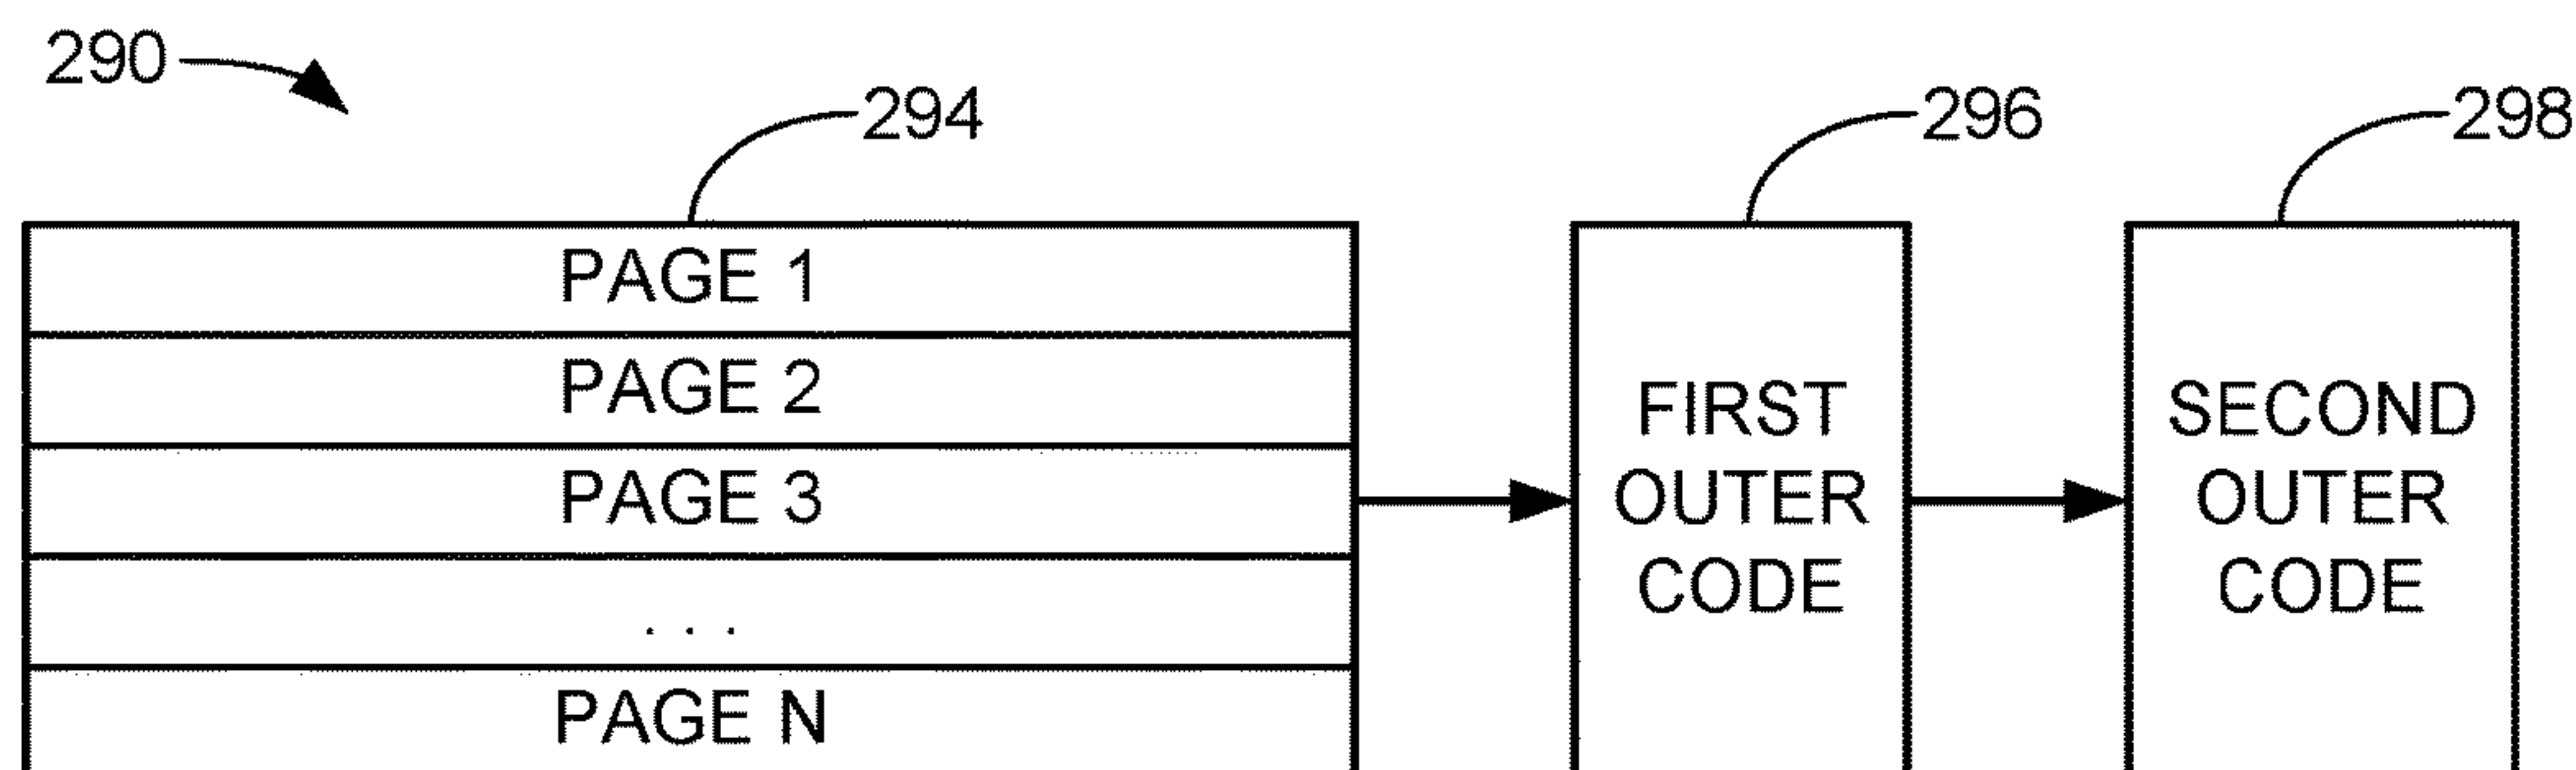 290
294
296
298
PAGE 1
PAGE 2
PAGE 3
. . .
PAGE N
FIRST
OUTER
CODE
SECOND
OUTER
CODE